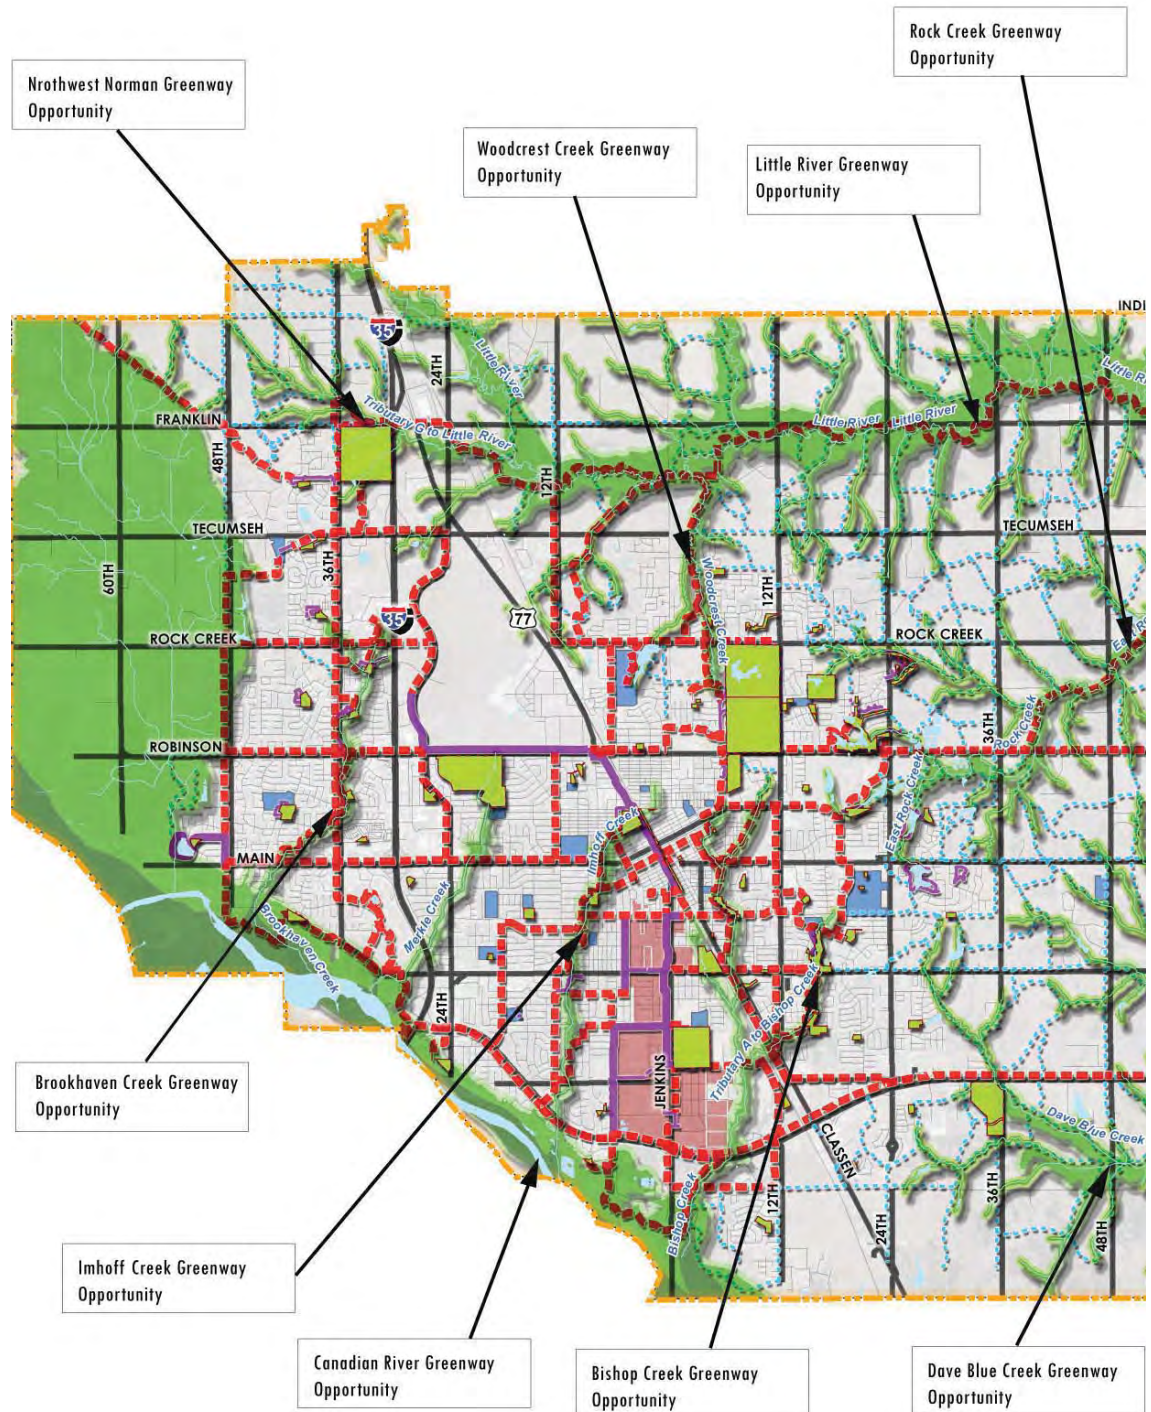 Rock Creek Greenway
Opportunity
Nrothwest Norman Greenway
Opportunity
Woodcrest Creek Greenway
Opportunity
Little River Greenway
Opportunity
INDI
35
24TH
Little River
Little Ri
FRANKLIN
Tributary G to Little River
Little River
Little River
48TH
12TH
TECUMSEH
TECUMSEH
60TH
36TH
Woodcrest Creek
12TH
35
77
ROCK CREEK
ROCK CREEK
East Ro
36TH
Rock Creek
ROBINSON
East Rock Creek
Imhoff Creek
MAIN
Merkle Creek
Brookhaven Creek
24TH
Tributary A to Bishop Creek
JENKINS
Brookhaven Creek Greenway
Opportunity
Dave Blue Creek
CLASSEN
Bishop Creek
12TH
24TH
36TH
48TH
Imhoff Creek Greenway
Opportunity
Canadian River Greenway
Opportunity
Bishop Creek Greenway
Opportunity
Dave Blue Creek Greenway
Opportunity